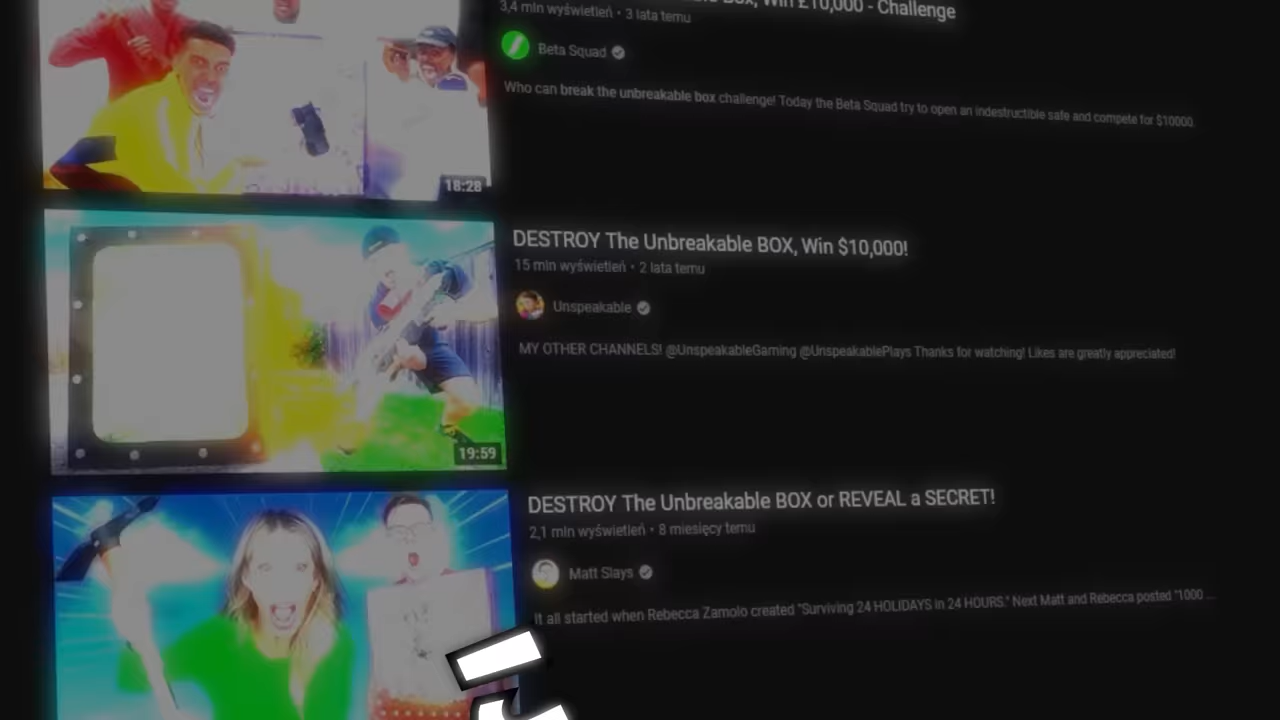 Box, Win £10,000 - Challenge
3,4 mln wyświetleń • 3 lata temu
Beta Squad
Who can break the unbreakable box challenge! Today the Beta Squad try to open an indestructible safe and compete for $10000.
18:28
DESTROY The Unbreakable BOX, Win $10,000!
15 mln wyświetleń • 2 lata temu
Unspeakable
MY OTHER CHANNELS! @UnspeakableGaming @UnspeakablePlays Thanks for watching! Likes are greatly appreciated!
19:59
DESTROY The Unbreakable BOX or REVEAL a SECRET!
2,1 mln wyświetleń • 8 miesięcy temu
Matt Slays
It all started when Rebecca Zamolo created "Surviving 24 HOLIDAYS in 24 HOURS." Next Matt and Rebecca posted "1000 ...